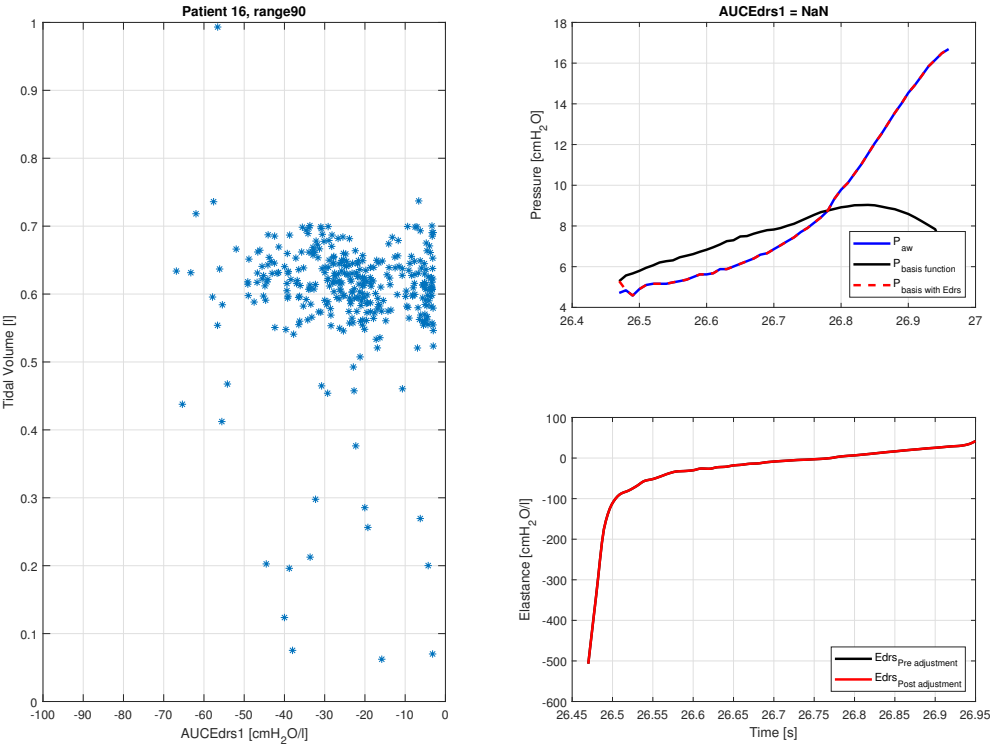 Patient 16, range90
1
0.9
0.8
0.7
0.6
0.5
0.4
0.3
0.2
0.1
0
Tidal Volume [l]
-100 -90 -80 -70 -60 -50 -40 -30 -20 -10 0
AUCEdrs1 [cmH2O/l]
AUCEdrs1 = NaN
18
16
14
12
10
8
6
4
Pressure [cmH2O]
26.4 26.5 26.6 26.7 26.8 26.9 27
Paw
Pbasis function
Pbasis with Edrs
100
0
-100
-200
-300
-400
-500
-600
Elastance [cmH2O/l]
26.45 26.5 26.55 26.6 26.65 26.7 26.75 26.8 26.85 26.9 26.95
Time [s]
EdrsPre adjustment
EdrsPost adjustment